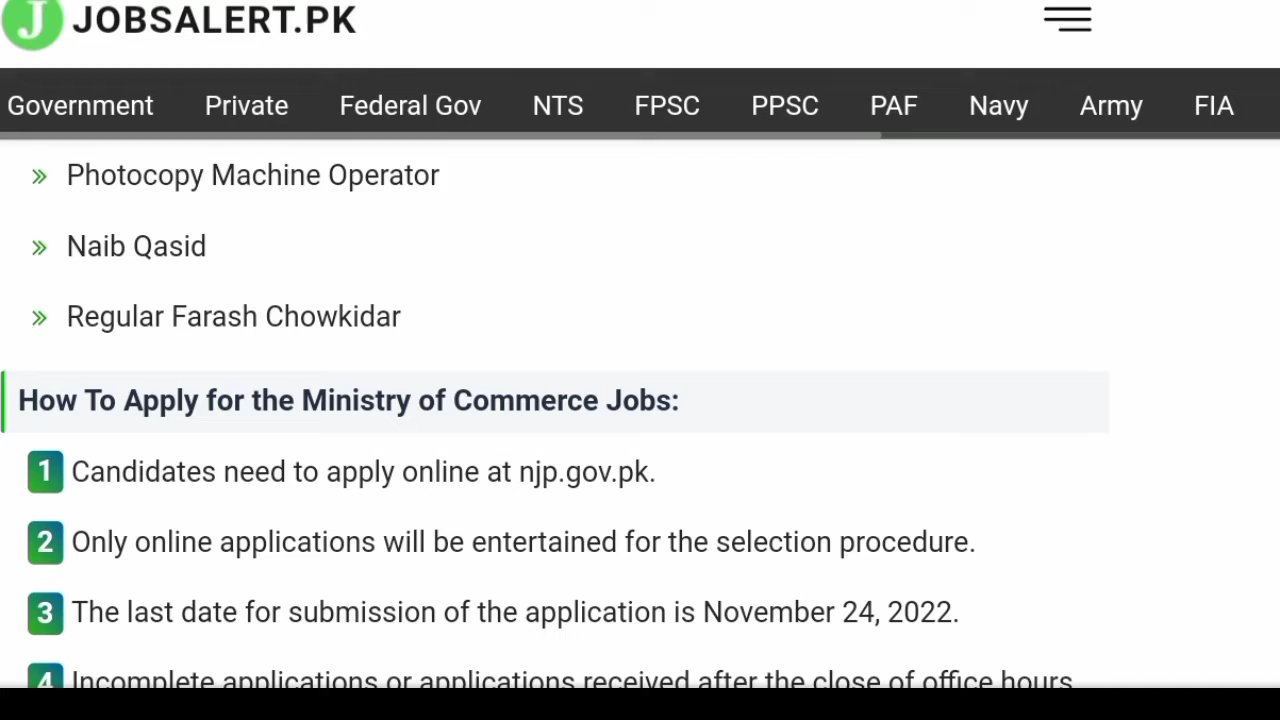 JOBSALERT.PK
Government Private Federal Gov NTS FPSC PPSC PAF Navy Army FIA
» Photocopy Machine Operator
» Naib Qasid
» Regular Farash Chowkidar
How To Apply for the Ministry of Commerce Jobs:
1 Candidates need to apply online at njp.gov.pk.
2 Only online applications will be entertained for the selection procedure.
3 The last date for submission of the application is November 24, 2022.
4 Incomplete applications or applications received after the close of office hours